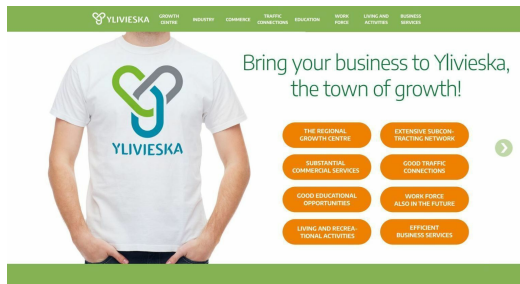 YLIVIESKA
GROWTH
CENTRE
INDUSTRY
COMMERCE
TRAFFIC
CONNECTIONS
EDUCATION
WORK
FORCE
LIVING AND
ACTIVITIES
BUSINESS
SERVICES
Bring your business to Ylivieska,
the town of growth!
YLIVIESKA
THE REGIONAL
GROWTH CENTRE
EXTENSIVE SUBCON-
TRACTING NETWORK
SUBSTANTIAL
COMMERCIAL SERVICES
GOOD TRAFFIC
CONNECTIONS
GOOD EDUCATIONAL
OPPORTUNITIES
WORK FORCE
ALSO IN THE FUTURE
LIVING AND RECREA-
TIONAL ACTIVITIES
EFFICIENT
BUSINESS SERVICES